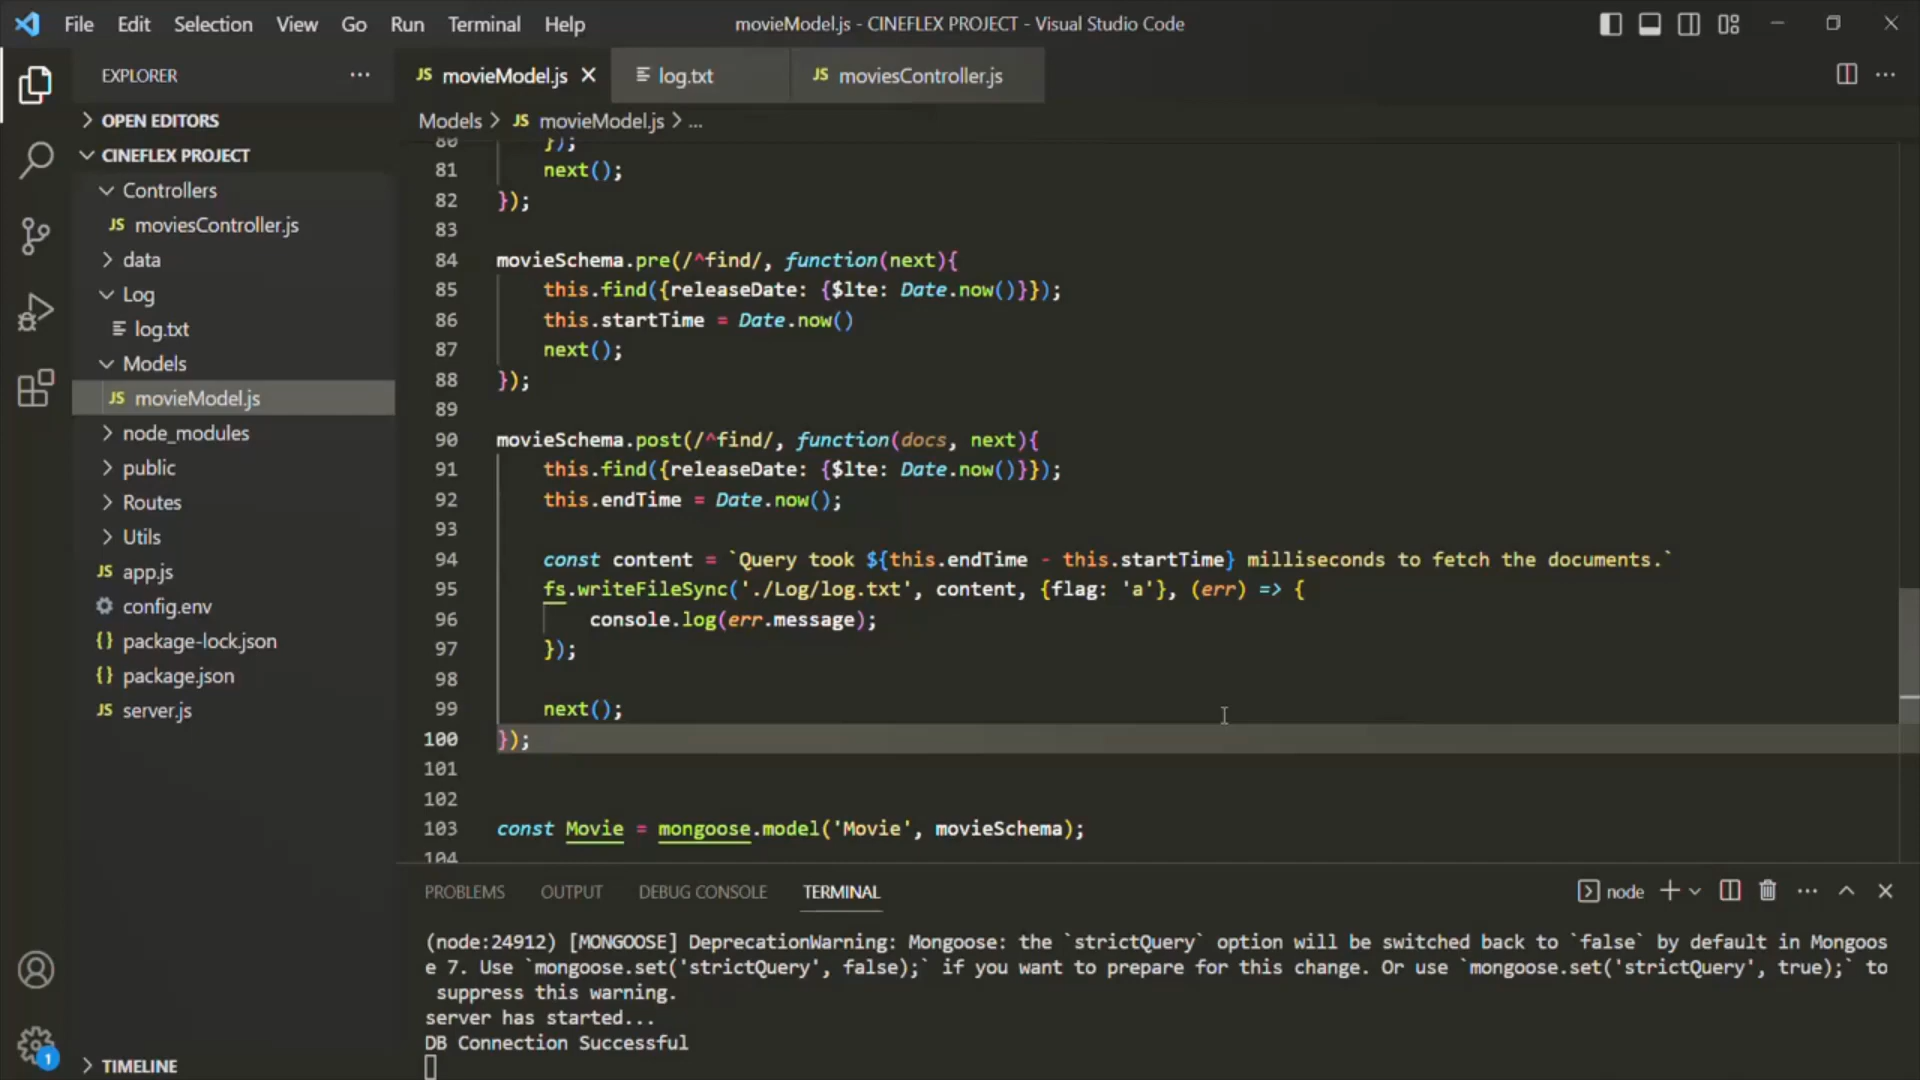 File Edit Selection View Go Run Terminal Help
movieModel.js - CINEFLEX PROJECT - Visual Studio Code
EXPLORER
OPEN EDITORS
CINEFLEX PROJECT
Controllers
JS moviesController.js
data
Log
log.txt
Models
JS movieModel.js
node_modules
public
Routes
Utils
JS app.js
config.env
{} package-lock.json
{} package.json
JS server.js
TIMELINE
1
JS movieModel.js
log.txt
JS moviesController.js
Models > JS movieModel.js > ...
80 });
81 next();
82 });
83
84 movieSchema.pre(/^find/, function(next){
85 this.find({releaseDate: {$lte: Date.now()}});
86 this.startTime = Date.now()
87 next();
88 });
89
90 movieSchema.post(/^find/, function(docs, next){
91 this.find({releaseDate: {$lte: Date.now()}});
92 this.endTime = Date.now();
93
94 const content = `Query took ${this.endTime - this.startTime} milliseconds to fetch the documents.`
95 fs.writeFileSync('./Log/log.txt', content, {flag: 'a'}, (err) => {
96 console.log(err.message);
97 });
98
99 next();
100 });
101
102
103 const Movie = mongoose.model('Movie', movieSchema);
104
PROBLEMS OUTPUT DEBUG CONSOLE TERMINAL
node
(node:24912) [MONGOOSE] DeprecationWarning: Mongoose: the `strictQuery` option will be switched back to `false` by default in Mongoos
e 7. Use `mongoose.set('strictQuery', false);` if you want to prepare for this change. Or use `mongoose.set('strictQuery', true);` to
suppress this warning.
server has started...
DB Connection Successful